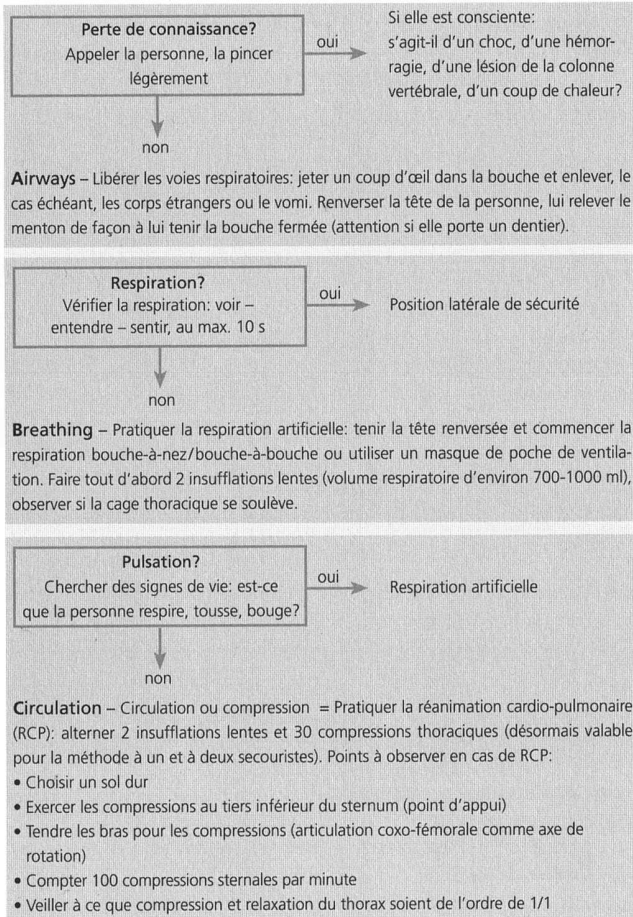 Perte de connaissance?
Appeler la personne, la pincer
légèrement
oui
Si elle est consciente:
s'agit-il d'un choc, d'une hémor-
ragie, d'une lésion de la colonne
vertébrale, d'un coup de chaleur?
non
Airways – Libérer les voies respiratoires: jeter un coup d'œil dans la bouche et enlever, le
cas échéant, les corps étrangers ou le vomi. Renverser la tête de la personne, lui relever le
menton de façon à lui tenir la bouche fermée (attention si elle porte un dentier).
Respiration?
Vérifier la respiration: voir –
entendre – sentir, au max. 10 s
oui
Position latérale de sécurité
non
Breathing – Pratiquer la respiration artificielle: tenir la tête renversée et commencer la
respiration bouche-à-nez/bouche-à-bouche ou utiliser un masque de poche de ventila-
tion. Faire tout d'abord 2 insufflations lentes (volume respiratoire d'environ 700-1000 ml),
observer si la cage thoracique se soulève.
Pulsation?
Chercher des signes de vie: est-ce
que la personne respire, tousse, bouge?
oui
Respiration artificielle
non
Circulation – Circulation ou compression = Pratiquer la réanimation cardio-pulmonaire
(RCP): alterner 2 insufflations lentes et 30 compressions thoraciques (désormais valable
pour la méthode à un et à deux secouristes). Points à observer en cas de RCP:
• Choisir un sol dur
• Exercer les compressions au tiers inférieur du sternum (point d'appui)
• Tendre les bras pour les compressions (articulation coxo-fémorale comme axe de
rotation)
• Compter 100 compressions sternales par minute
• Veiller à ce que compression et relaxation du thorax soient de l'ordre de 1/1